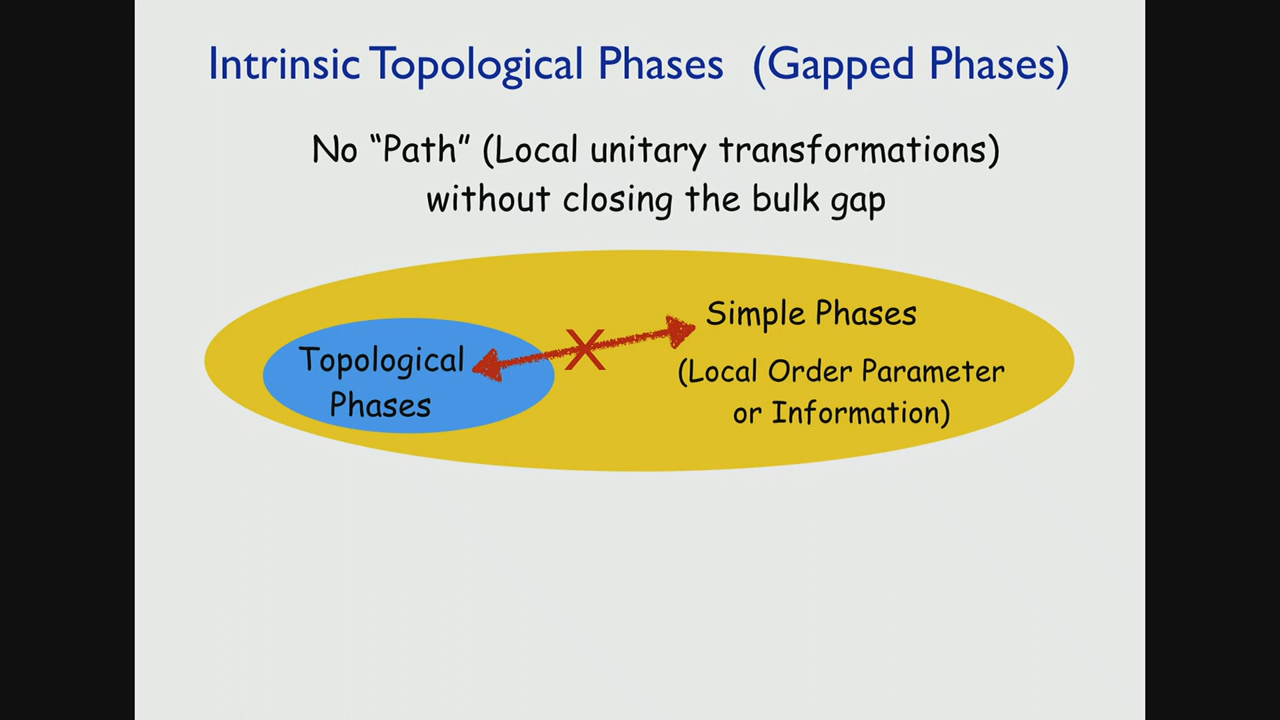 Intrinsic Topological Phases (Gapped Phases)
No “Path” (Local unitary transformations)
without closing the bulk gap
Topological
Phases
X
Simple Phases
(Local Order Parameter
or Information)